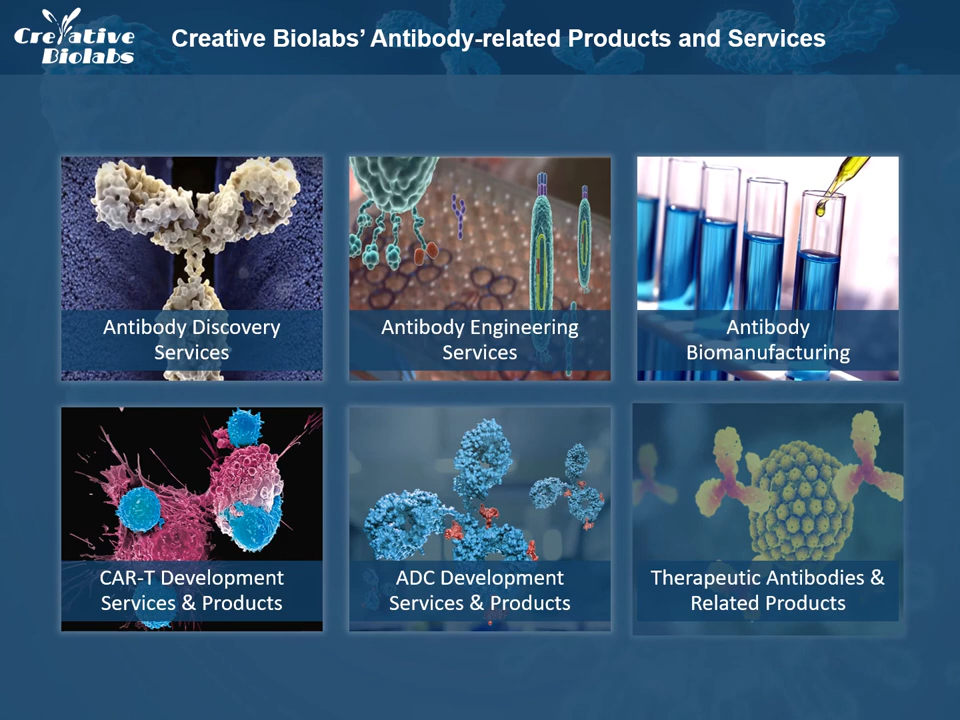 Creative
Biolabs
Creative Biolabs’ Antibody-related Products and Services
Antibody Discovery
Services
Antibody Engineering
Services
Antibody
Biomanufacturing
CAR-T Development
Services & Products
ADC Development
Services & Products
Therapeutic Antibodies &
Related Products